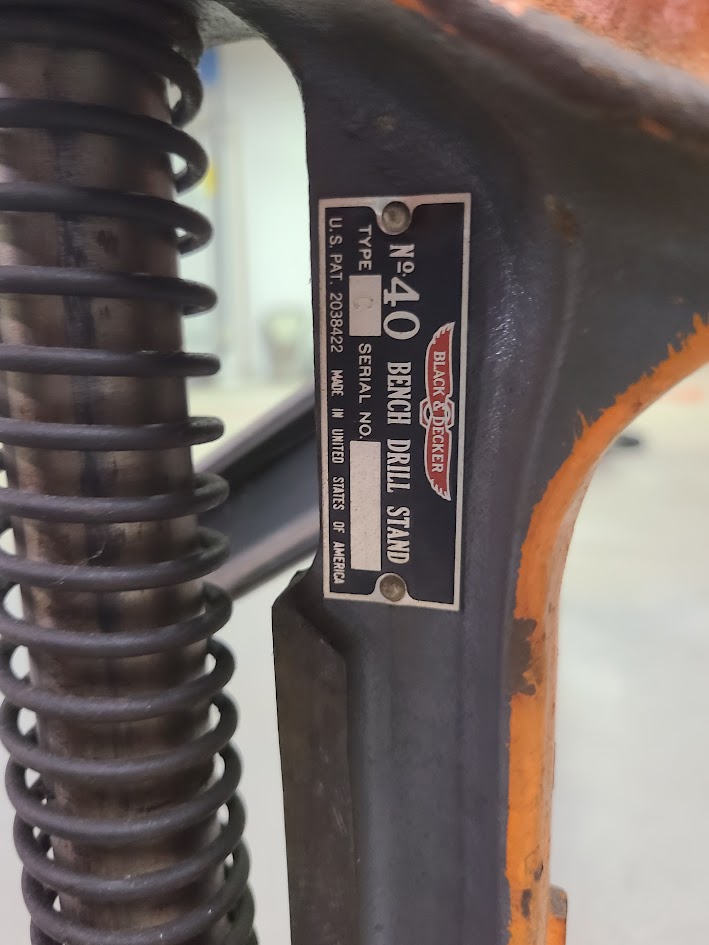 BLACK & DECKER
Nº 40 BENCH DRILL STAND
TYPE C SERIAL NO.
U.S. PAT. 2038422 MADE IN UNITED STATES OF AMERICA